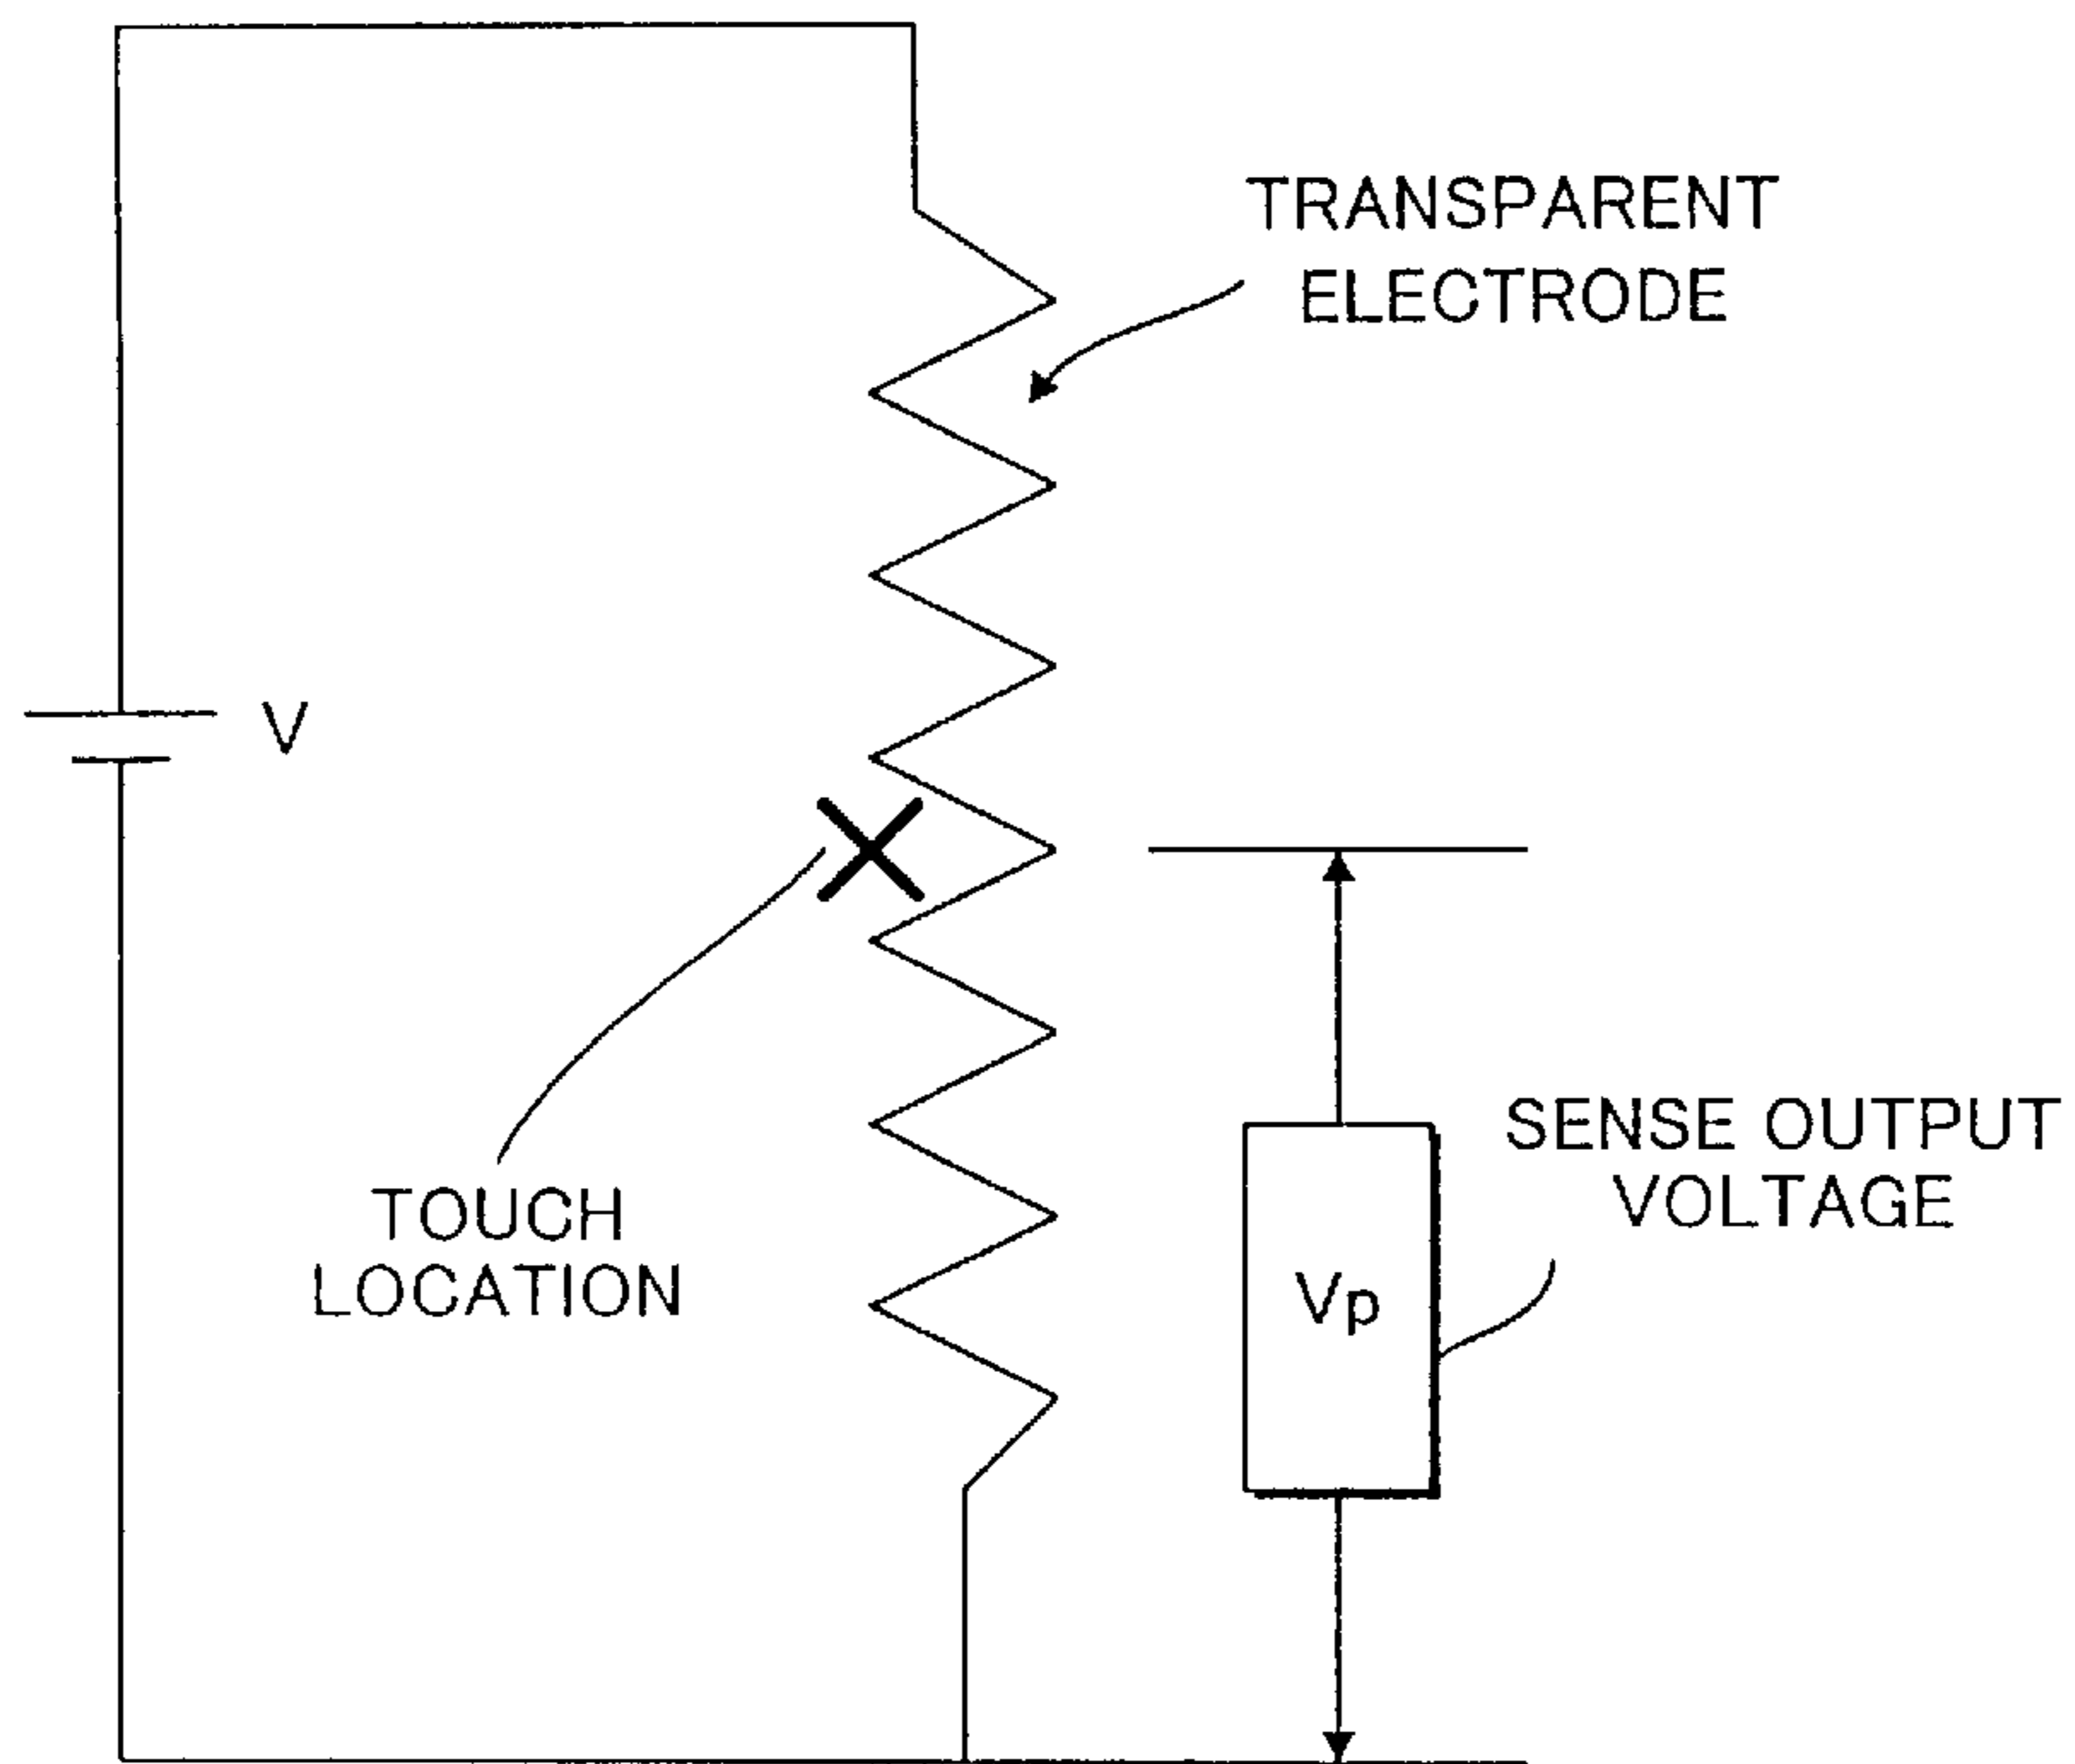 TRANSPARENT
ELECTRODE
V
TOUCH
LOCATION
SENSE OUTPUT
VOLTAGE
Vp